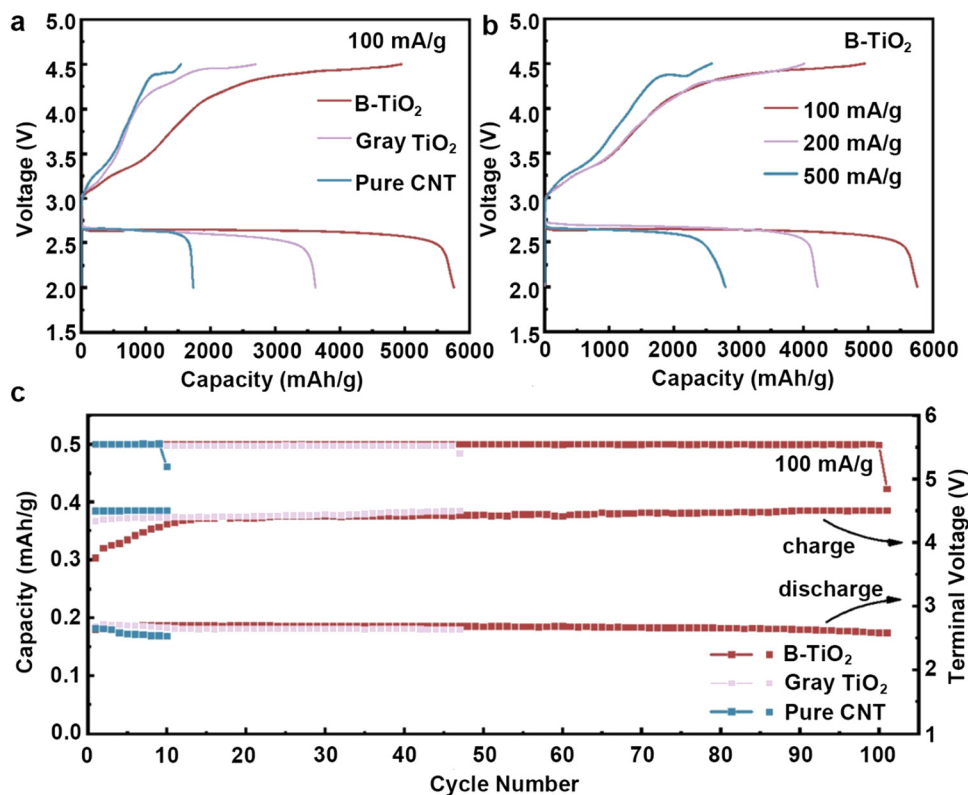 a
100 mA/g
B-TiO₂
Gray TiO₂
Pure CNT
Voltage (V)
5.0
4.5
4.0
3.5
3.0
2.5
2.0
1.5
0 1000 2000 3000 4000 5000 6000
Capacity (mAh/g)
b
B-TiO₂
100 mA/g
200 mA/g
500 mA/g
Voltage (V)
5.0
4.5
4.0
3.5
3.0
2.5
2.0
1.5
0 1000 2000 3000 4000 5000 6000
Capacity (mAh/g)
c
100 mA/g
charge
discharge
B-TiO₂
Gray TiO₂
Pure CNT
Capacity (mAh/g)
0.5
0.4
0.3
0.2
0.1
0.0
Terminal Voltage (V)
6
5
4
3
2
1
0 10 20 30 40 50 60 70 80 90 100
Cycle Number